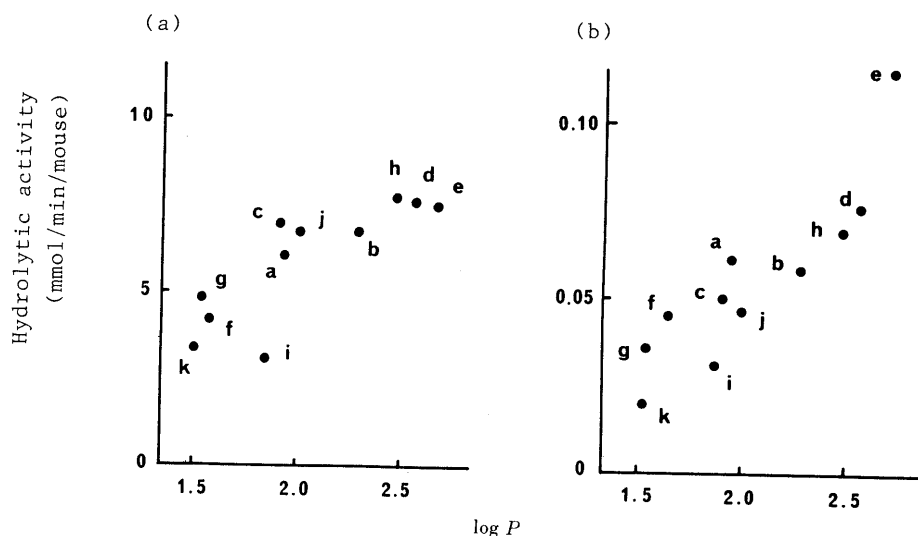 (a)
(b)
Hydrolytic activity
(mmol/min/mouse)
10
5
0
1.5
2.0
2.5
h
d
e
c
j
a
b
g
f
i
k
0.10
0.05
0
1.5
2.0
2.5
e
d
h
a
b
c
j
f
g
i
k
log P